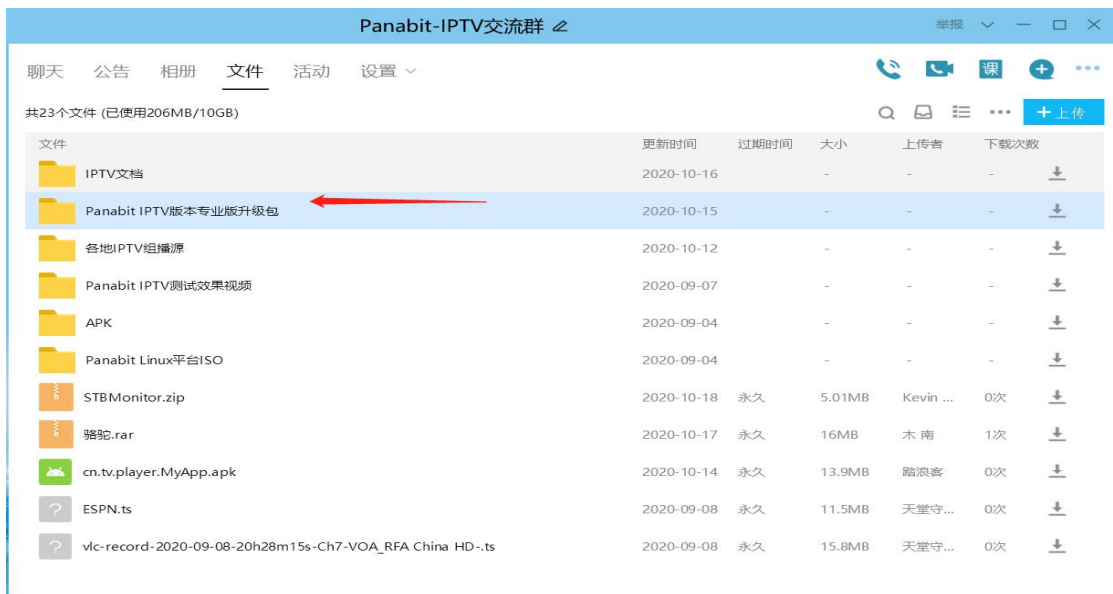 Panabit-IPTV交流群
举报
聊天 公告 相册 文件 活动 设置
课
共23个文件 (已使用206MB/10GB)
上传
文件 更新时间 过期时间 大小 上传者 下载次数
IPTV文档 2020-10-16 - - -
Panabit IPTV版本专业版升级包 2020-10-15 - - -
各地IPTV组播源 2020-10-12 - - -
Panabit IPTV测试效果视频 2020-09-07 - - -
APK 2020-09-04 - - -
Panabit Linux平台ISO 2020-09-04 - - -
STBMonitor.zip 2020-10-18 永久 5.01MB Kevin ... 0次
骆驼.rar 2020-10-17 永久 16MB 木 南 1次
cn.tv.player.MyApp.apk 2020-10-14 永久 13.9MB 踏浪客 0次
ESPN.ts 2020-09-08 永久 11.5MB 天堂守... 0次
vlc-record-2020-09-08-20h28m15s-Ch7-VOA_RFA China HD-.ts 2020-09-08 永久 15.8MB 天堂守... 0次